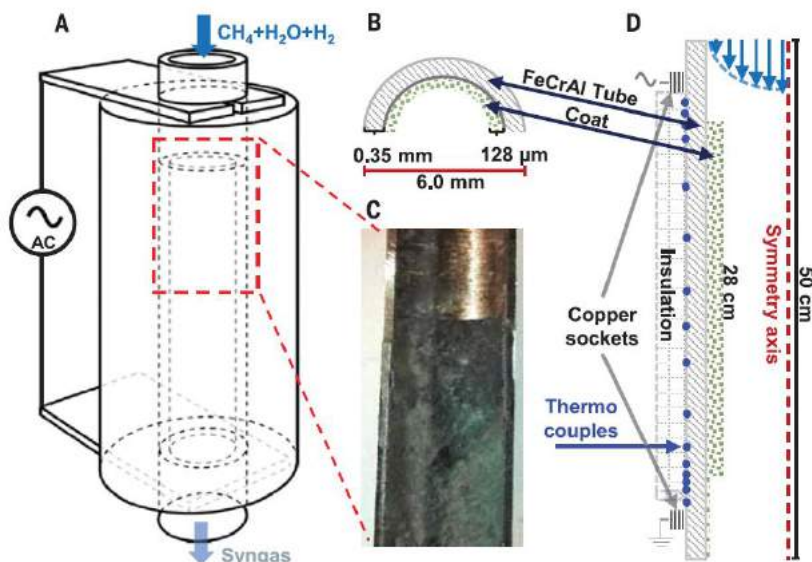 A
CH₄+H₂O+H₂
AC
Syngas
B
FeCrAl Tube
Coat
0.35 mm
128 µm
6.0 mm
C
D
Insulation
Copper
sockets
Thermo
couples
28 cm
Symmetry axis
50 cm